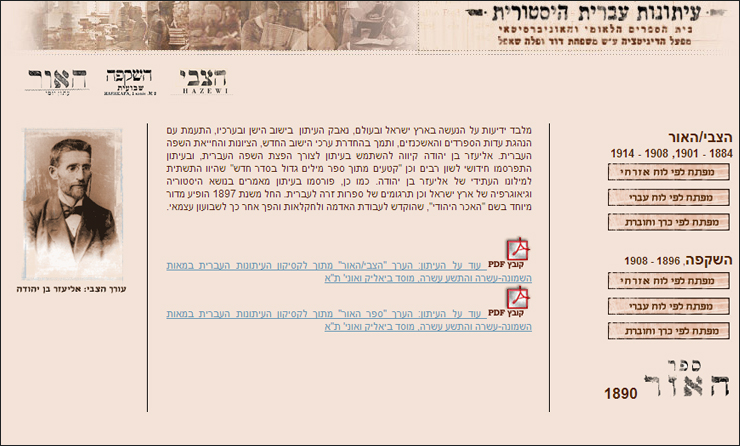 עיתונות עברית היסטורית
בית הספרים הלאומי והאוניברסיטאי
מפעל הדיגיטציה ע"ש משפחת דוד ופלה שאפל
הצבי
HAZEWI
השקפה
שבועית
האור
הצבי/האור
1884 - 1901, 1908 - 1914
מפתח לפי לוח אזרחי
מפתח לפי לוח עברי
מפתח לפי כרך וחוברת
השקפה, 1896 - 1908
מפתח לפי לוח אזרחי
מפתח לפי לוח עברי
מפתח לפי כרך וחוברת
ספר
האור
1890
מלבד ידיעות על הנעשה בארץ ישראל ובעולם, נאבק העיתון בישוב הישן ובערכיו, התעמת עם
הנהגת עדות הספרדים והאשכנזים, ותמך בהחדרת ערכי הישוב החדש, הציונות והחייאת השפה
העברית. אליעזר בן יהודה קיווה להשתמש בעיתון לצורך הפצת השפה העברית, ובעיתון
התפרסמו חידושי לשון רבים וכן "קטעים מתוך ספר מילים גדול בסדר חדש" שהיוו התשתית
למילונו העתידי של אליעזר בן יהודה. כמו כן, פורסמו בעיתון מאמרים בנושא היסטוריה
וגיאוגרפיה של ארץ ישראל וכן תרגומים של ספרות זרה לעברית. החל משנת 1897 הופיע מדור
מיוחד בשם "האכר היהודי", שהוקדש לעבודת האדמה ולחקלאות והפך אחר כך לשבועון עצמאי.
קובץ PDF עוד על העיתון: הערך "הצבי/האור" מתוך לקסיקון העיתונות העברית במאות
השמונה-עשרה והתשע עשרה, מוסד ביאליק ואוני' ת"א
קובץ PDF עוד על העיתון: הערך "ספר האור" מתוך לקסיקון העיתונות העברית במאות
השמונה-עשרה והתשע עשרה, מוסד ביאליק ואוני' ת"א
עורך הצבי: אליעזר בן יהודה